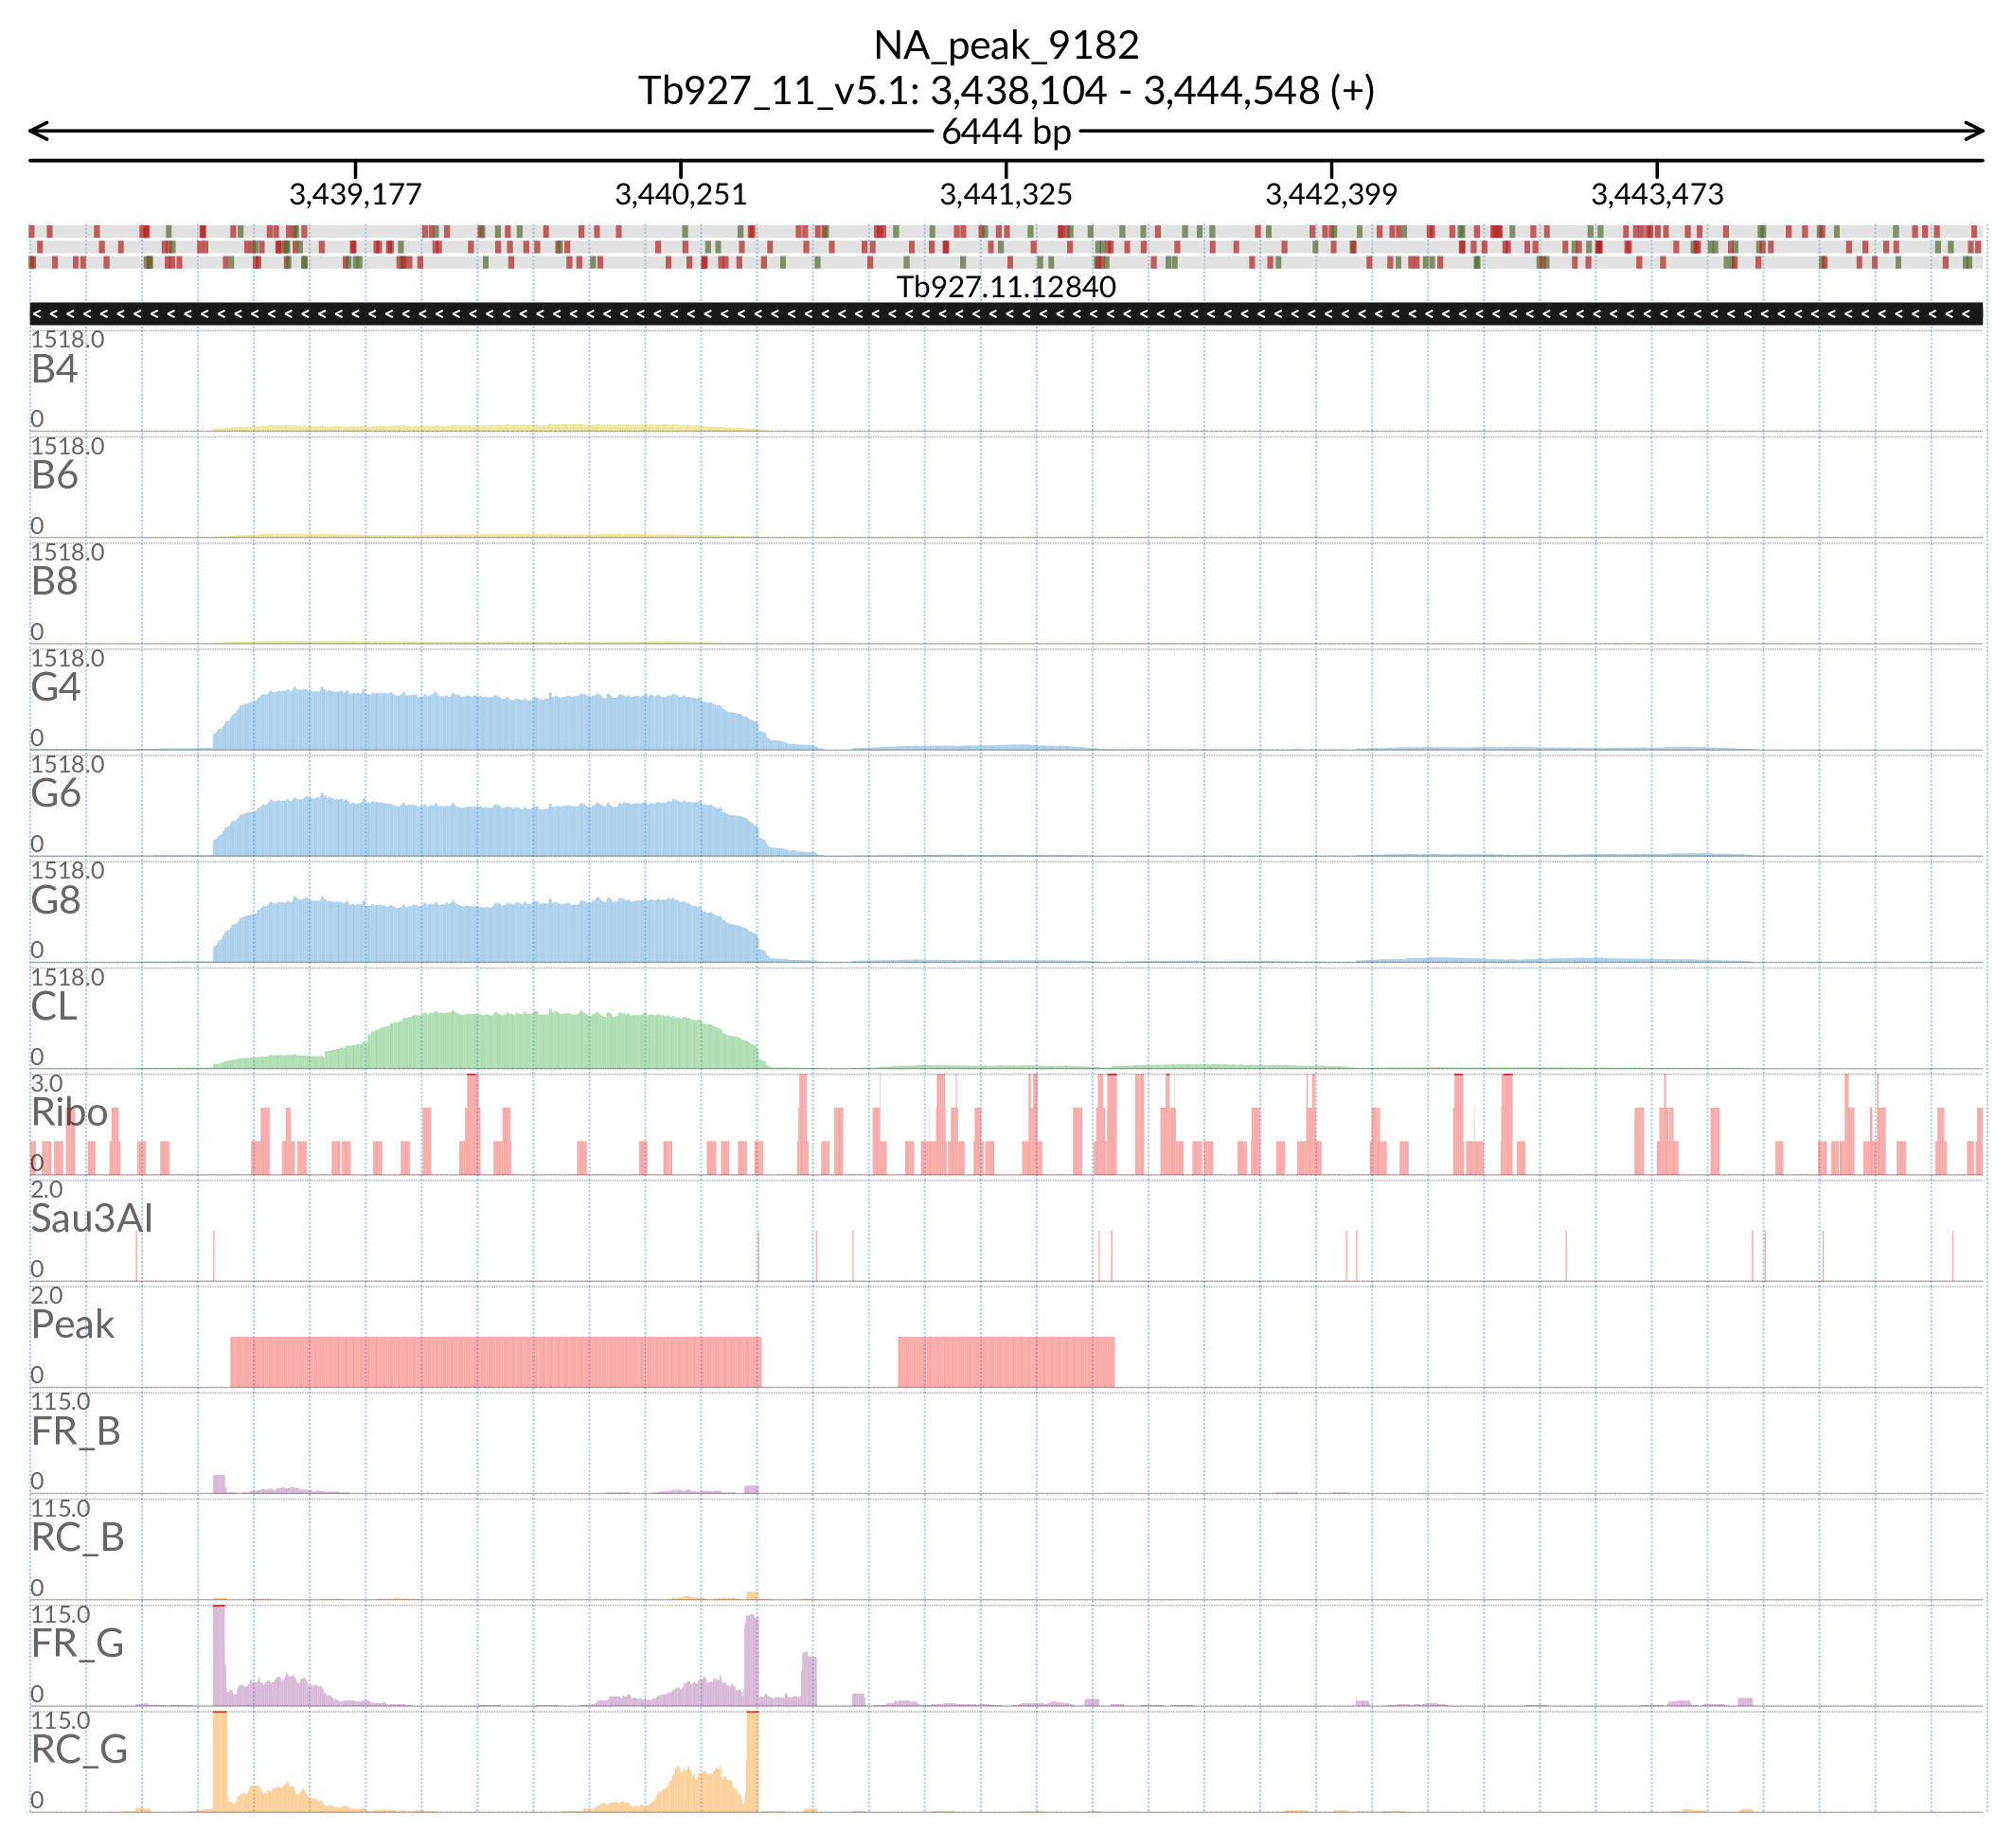 NA_peak_9182
Tb927_11_v5.1: 3,438,104 - 3,444,548 (+)
6444 bp
3,439,177 3,440,251 3,441,325 3,442,399 3,443,473
Tb927.11.12840
1518.0
B4
0
1518.0
B6
0
1518.0
B8
0
1518.0
G4
0
1518.0
G6
0
1518.0
G8
0
1518.0
CL
0
3.0
Ribo
0
2.0
Sau3AI
0
2.0
Peak
0
115.0
FR_B
0
115.0
RC_B
0
115.0
FR_G
0
115.0
RC_G
0